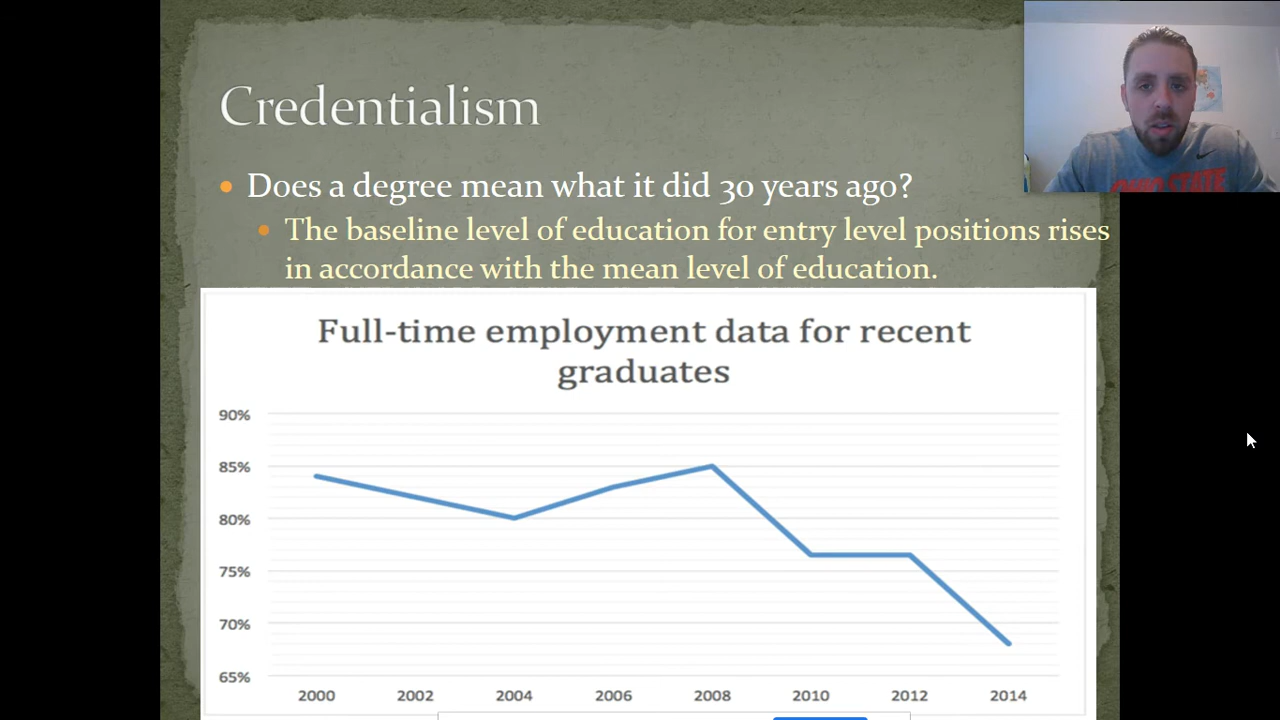 Credentialism
Does a degree mean what it did 30 years ago?
The baseline level of education for entry level positions rises
in accordance with the mean level of education.
Full-time employment data for recent
graduates
90%
85%
80%
75%
70%
65%
2000 2002 2004 2006 2008 2010 2012 2014
OHIO STATE